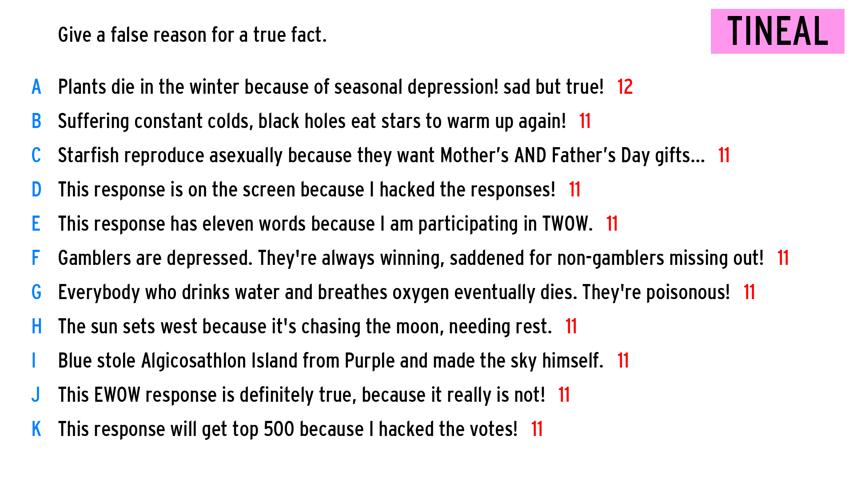 Give a false reason for a true fact.
TINEAL
A Plants die in the winter because of seasonal depression! sad but true! 12
B Suffering constant colds, black holes eat stars to warm up again! 11
C Starfish reproduce asexually because they want Mother's AND Father's Day gifts... 11
D This response is on the screen because I hacked the responses! 11
E This response has eleven words because I am participating in TWOW. 11
F Gamblers are depressed. They're always winning, saddened for non-gamblers missing out! 11
G Everybody who drinks water and breathes oxygen eventually dies. They're poisonous! 11
H The sun sets west because it's chasing the moon, needing rest. 11
I Blue stole Algicosathlon Island from Purple and made the sky himself. 11
J This EWOW response is definitely true, because it really is not! 11
K This response will get top 500 because I hacked the votes! 11